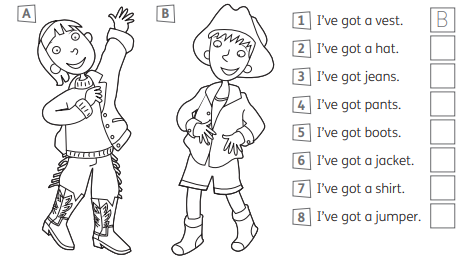 A
B
1 I've got a vest. B
2 I've got a hat.
3 I've got jeans.
4 I've got pants.
5 I've got boots.
6 I've got a jacket.
7 I've got a shirt.
8 I've got a jumper.